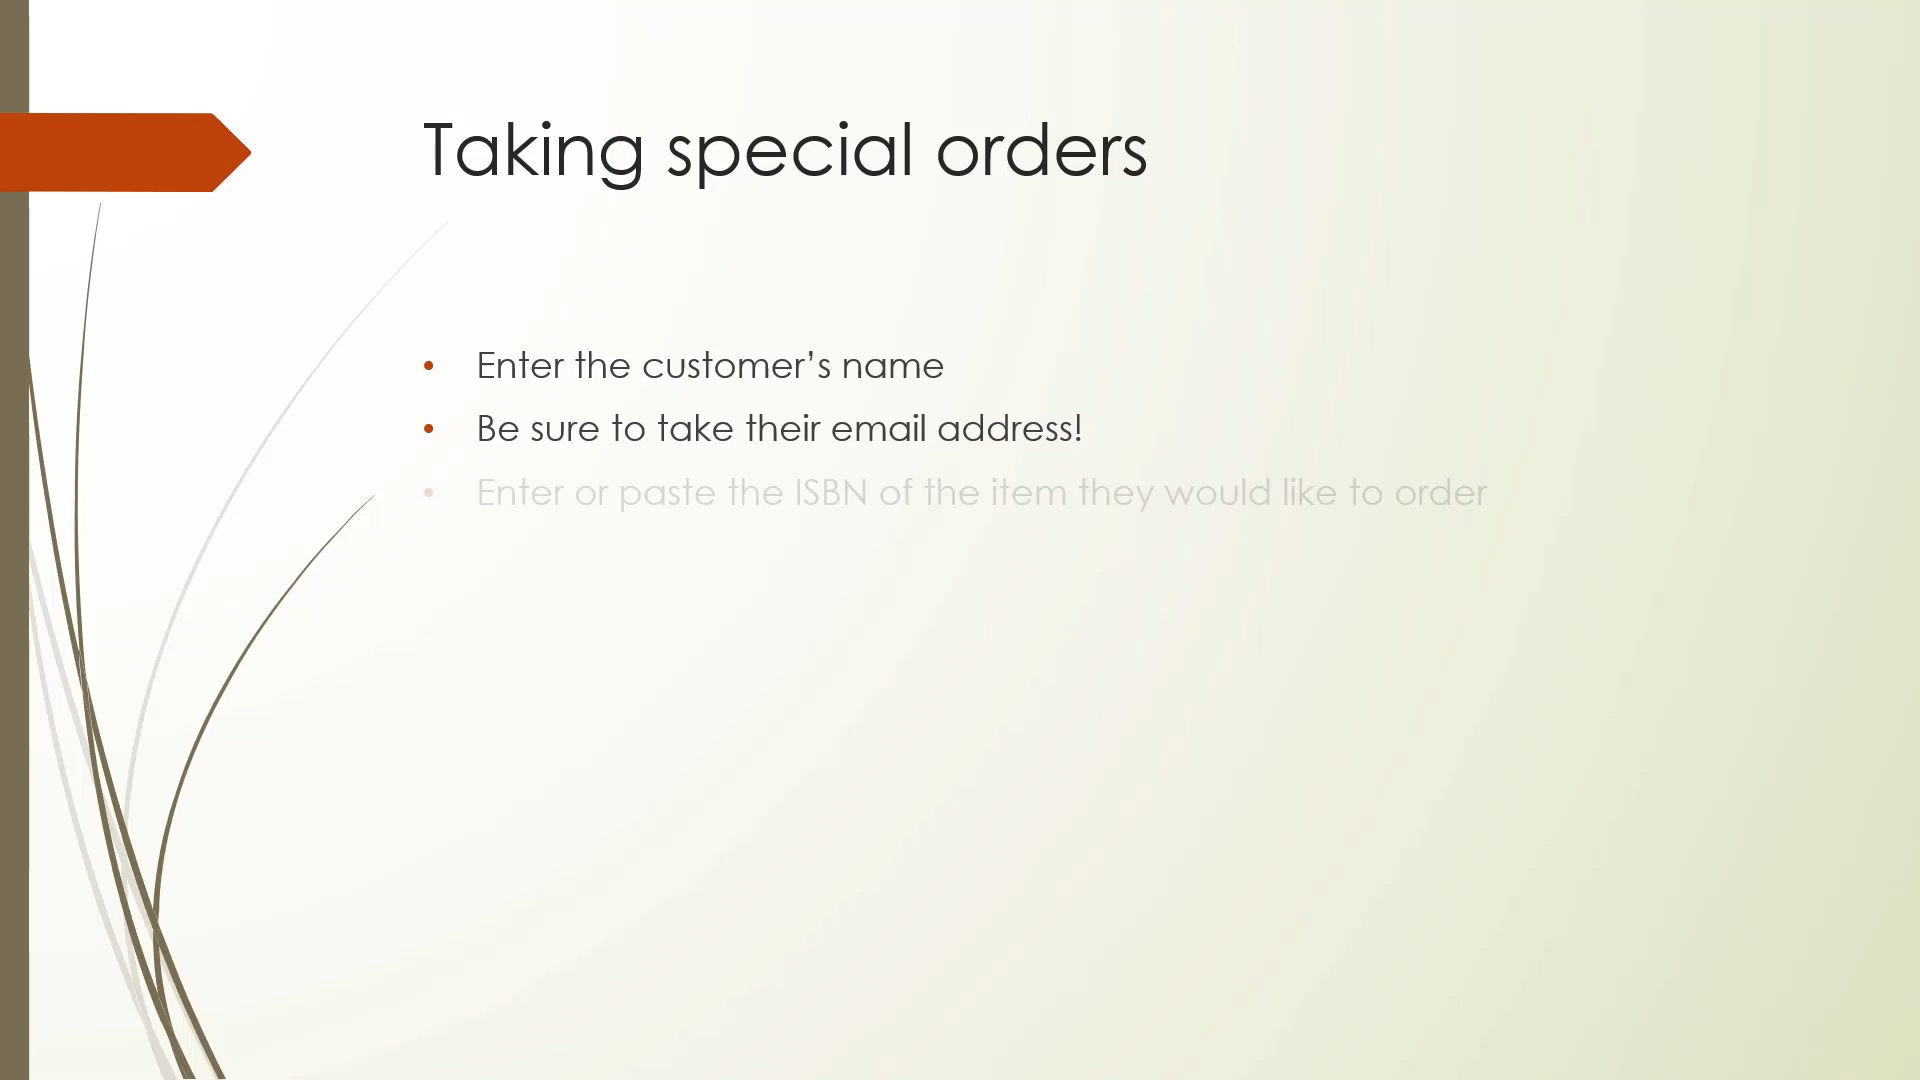 Taking special orders
• Enter the customer’s name
• Be sure to take their email address!
• Enter or paste the ISBN of the item they would like to order